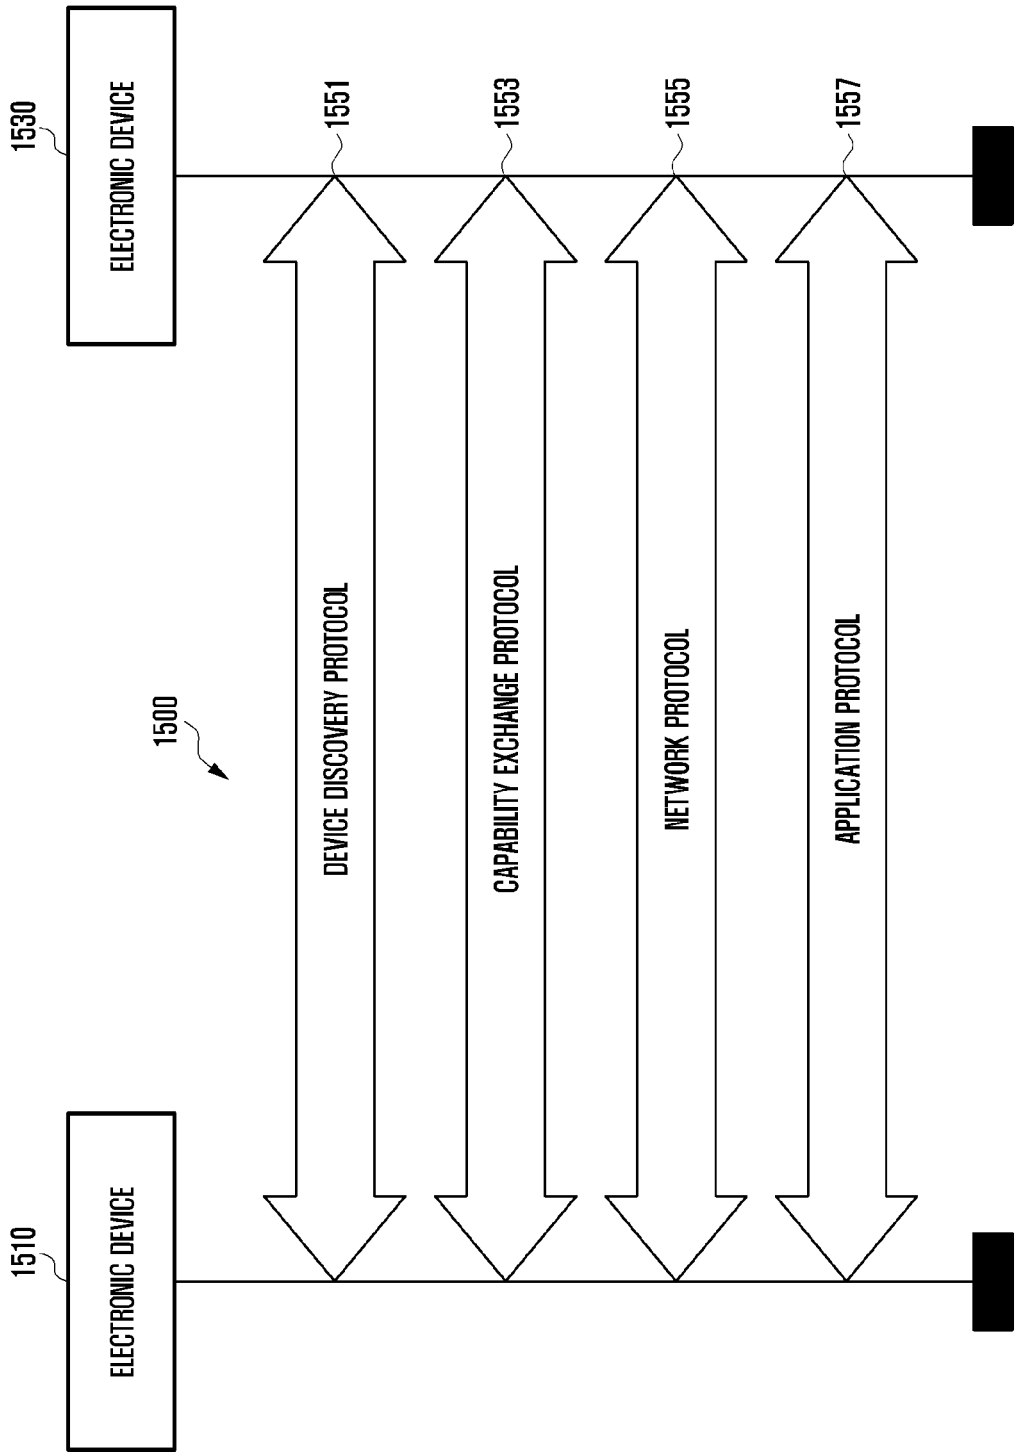 1510
ELECTRONIC DEVICE
1530
ELECTRONIC DEVICE
1500
DEVICE DISCOVERY PROTOCOL
1551
CAPABILITY EXCHANGE PROTOCOL
1553
NETWORK PROTOCOL
1555
APPLICATION PROTOCOL
1557